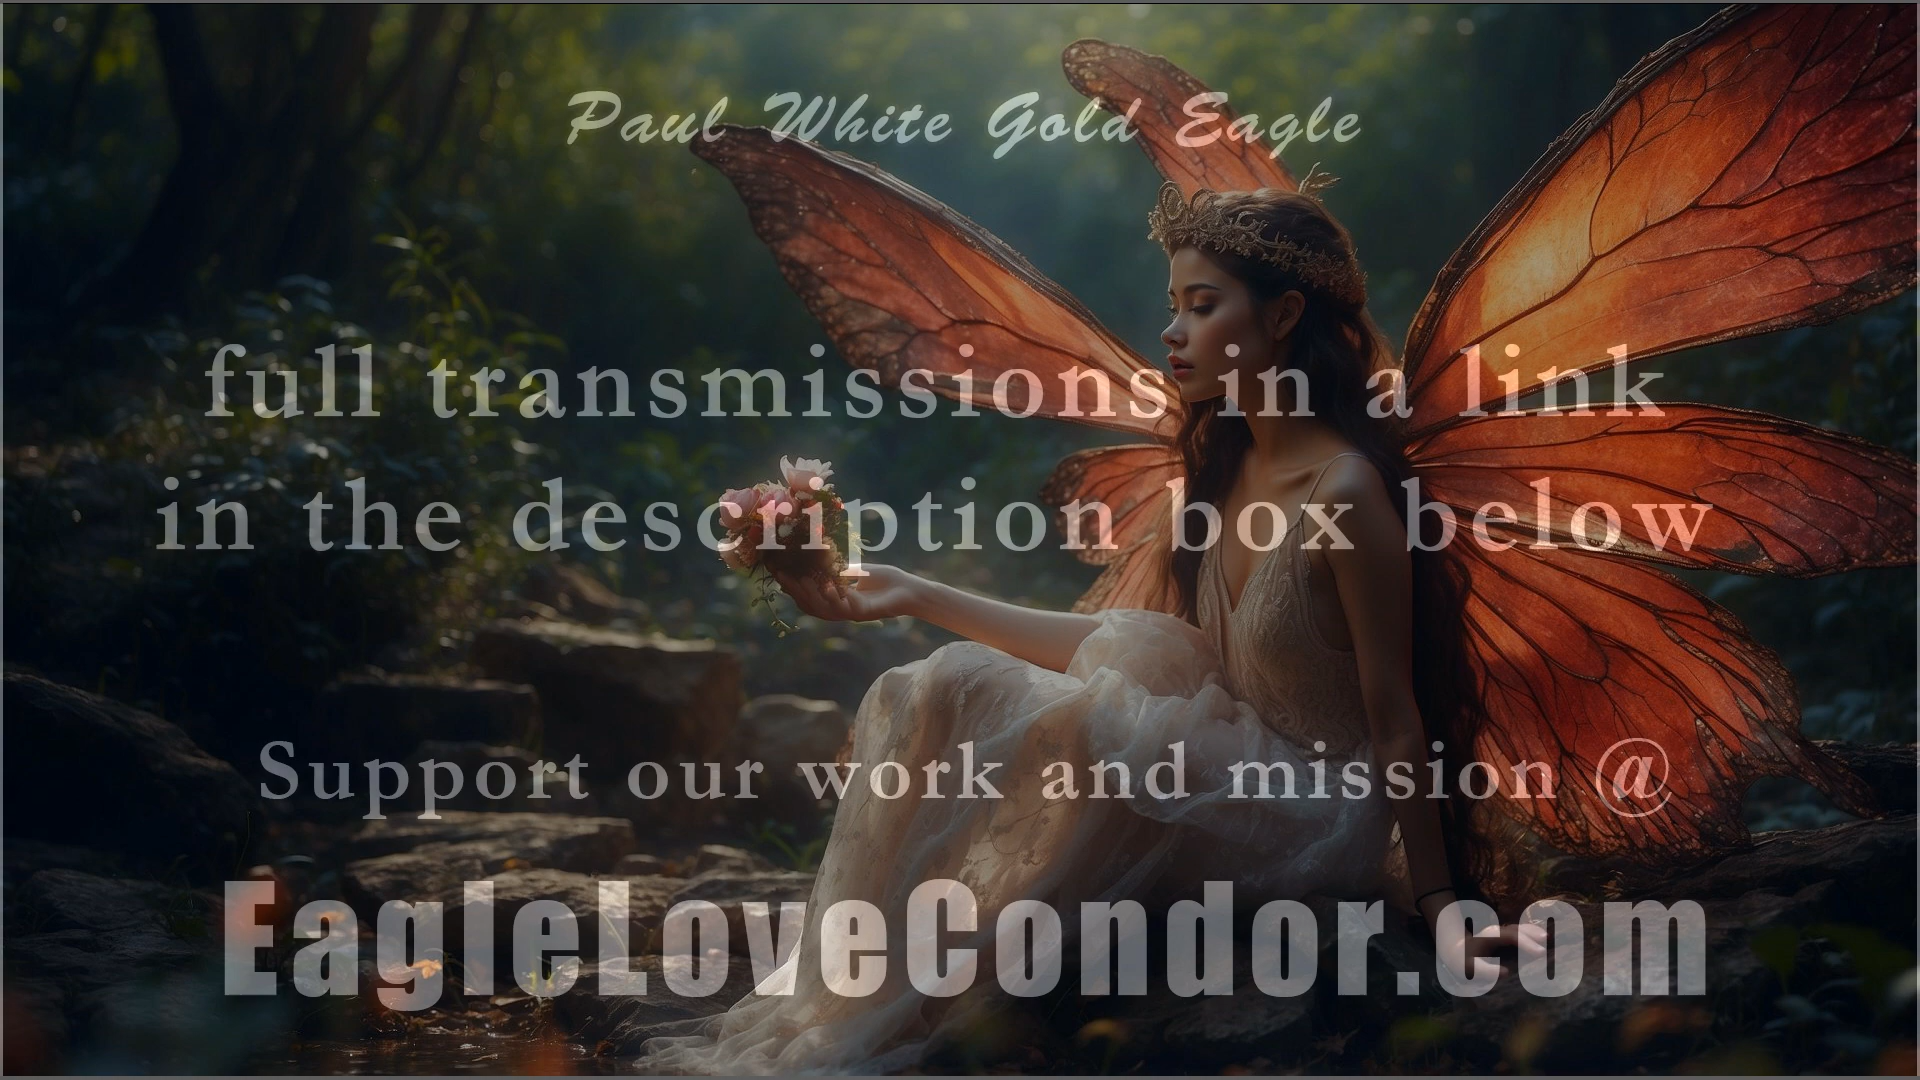 Paul White Gold Eagle
full transmissions in a link
in the description box below
Support our work and mission @
EagleLoveCondor.com